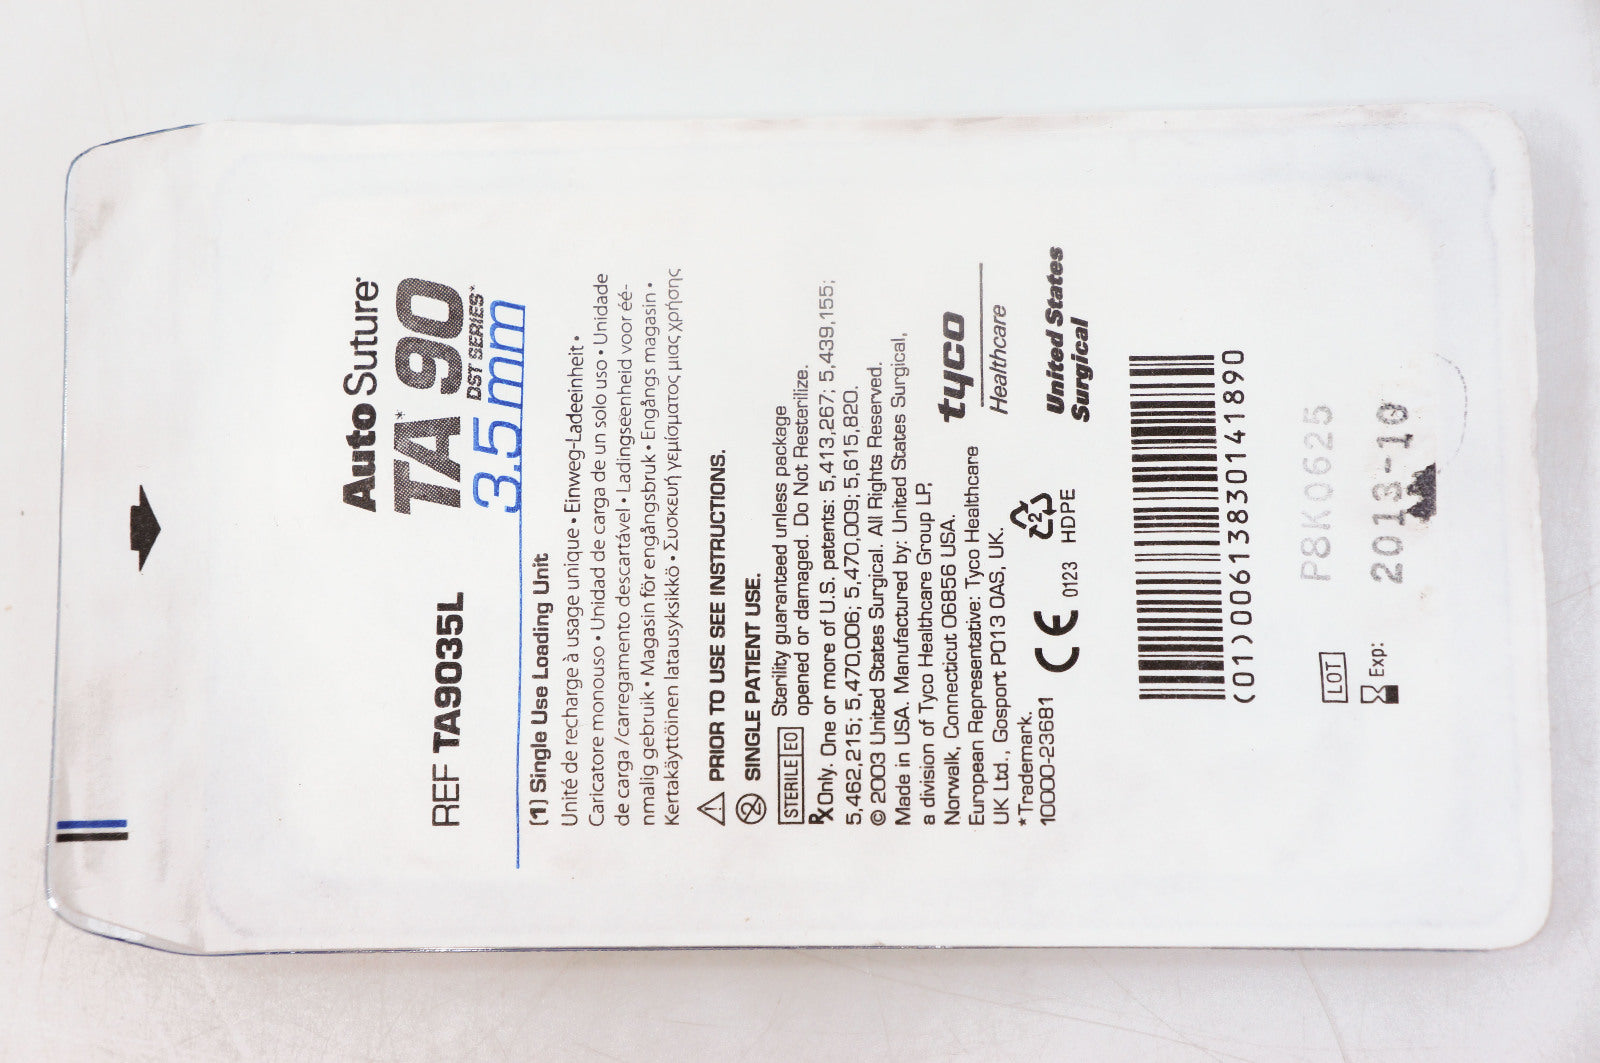 AutoSuture*
TA* 90
DST SERIES*
REF TA9035L
3.5 mm
(1) Single Use Loading Unit
Unité de recharge à usage unique • Einweg-Ladeeinheit •
Caricatore monouso • Unidad de carga de un solo uso • Unidade
de carga /carregamento descartável • Ladingseenheid voor éé-
nmalig gebruik • Magasin för engångsbruk • Engångs magasin •
Kertakäyttöinen latausyksikkö • Συσκευή γεμίσματος μιας χρήσης
PRIOR TO USE SEE INSTRUCTIONS.
2 SINGLE PATIENT USE.
STERILE EO Sterility guaranteed unless package
opened or damaged. Do Not Resterilize.
Rx Only. One or more of U.S. patents: 5,413,267; 5,439,155;
5,462,215; 5,470,006; 5,470,009; 5,615,820.
© 2003 United States Surgical. All Rights Reserved.
Made in USA. Manufactured by: United States Surgical,
a division of Tyco Healthcare Group LP,
Norwalk, Connecticut 06856 USA.
European Representative: Tyco Healthcare
UK Ltd., Gosport PO13 0AS, UK.
*Trademark.
10000-23681
CE 0123
2 HDPE
tyco
Healthcare
United States
Surgical
(01)00613830141890
LOT P8K0625
Exp: 2013-10